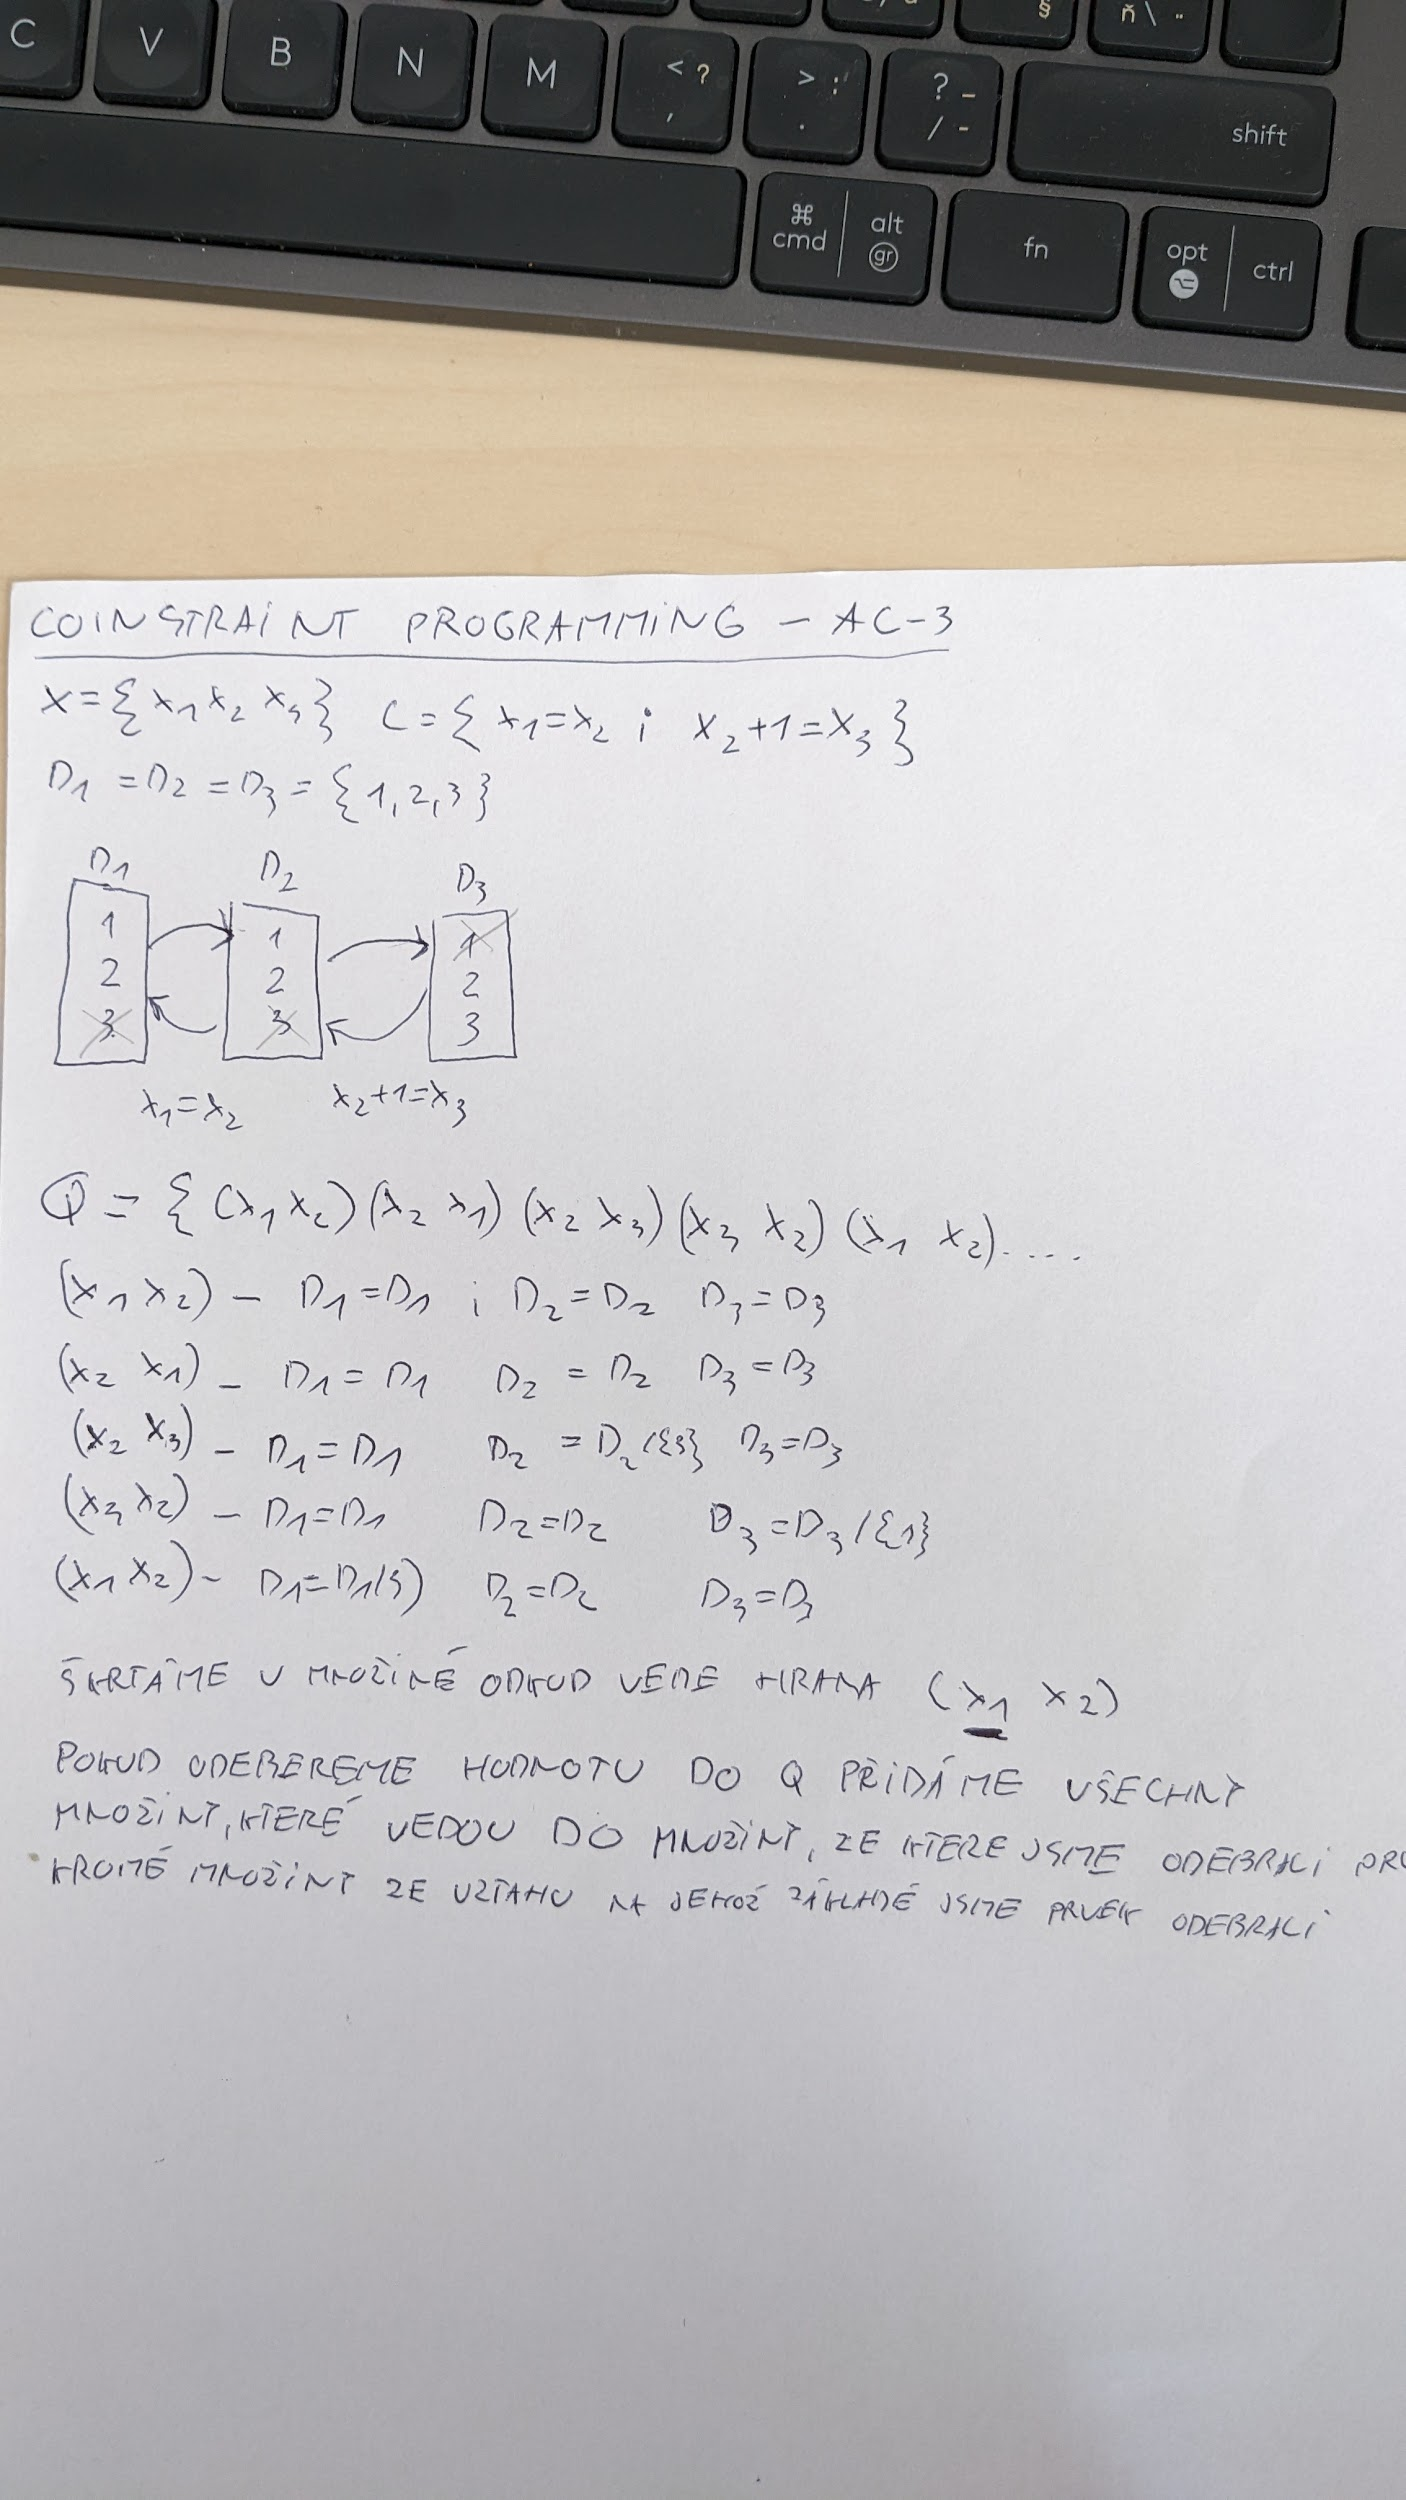 C V B N M < ? , > : . ? _ / - § ň \ ¨ shift
⌘ cmd alt gr fn opt ⌥ ctrl
COINSTRAINT PROGRAMMING - AC-3
X = { x1 x2 x3 } C = { x1 = x2 ; x2+1=x3 }
D1 = D2 = D3 = {1,2,3}
D1 D2 D3
1 1 1
2 2 2
3 3 3
x1=x2 x2+1=x3
Q = { (x1 x2) (x2 x1) (x2 x3) (x3 x2) (x1 x2) ....
(x1 x2) - D1=D1 ; D2=D2 D3=D3
(x2 x1) - D1=D1 D2=D2 D3=D3
(x2 x3) - D1=D1 D2=D2/{3} D3=D3
(x3 x2) - D1=D1 D2=D2 D3=D3/{1}
(x1 x2) - D1=D1/3) D2=D2 D3=D3
ŠKRTÁME V MNOŽINĚ ODKUD VEDE HRANA (x1 x2)
POKUD ODEBEREME HODNOTU DO Q PŘIDÁME VŠECHNY
MNOŽINY, KTERÉ VEDOU DO MNOŽINY, ZE KTERE JSME ODEBRALI
KROMĚ MNOŽINY ZE VZTAHU NA JEHOŽ ZÁKLADĚ JSME PRVEK ODEBRALI